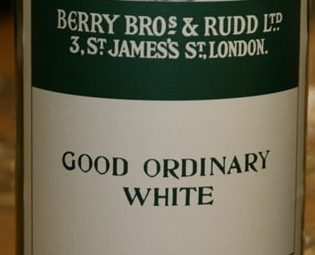 BERRY BROS & RUDD LTD.
3, ST JAMES'S ST, LONDON.
GOOD ORDINARY
WHITE